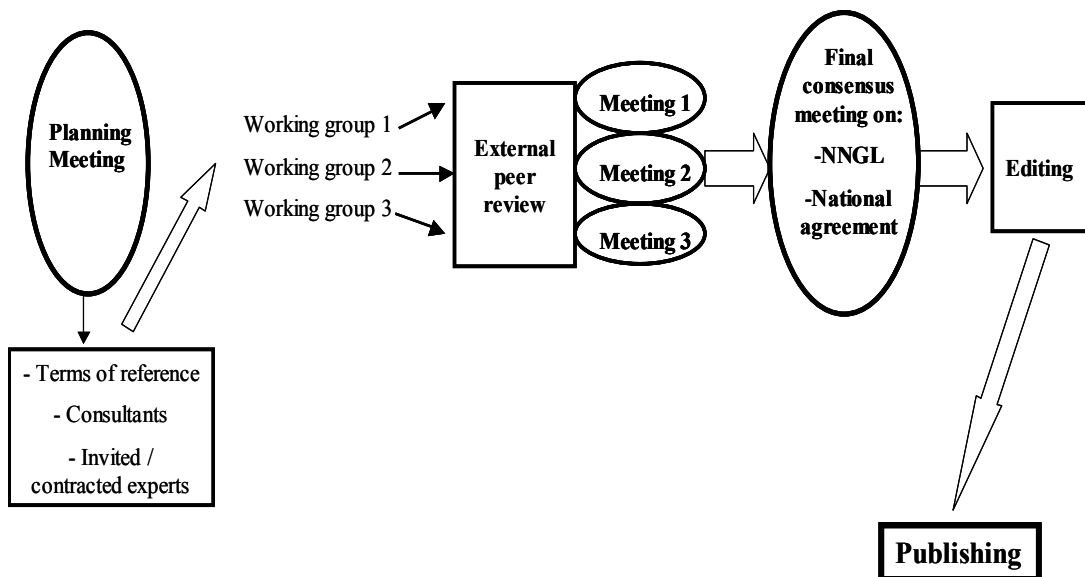 Planning
Meeting
- Terms of reference
- Consultants
- Invited /
contracted experts
Working group 1
Working group 2
Working group 3
External
peer
review
Meeting 1
Meeting 2
Meeting 3
Final
consensus
meeting on:
-NNGL
-National
agreement
Editing
Publishing